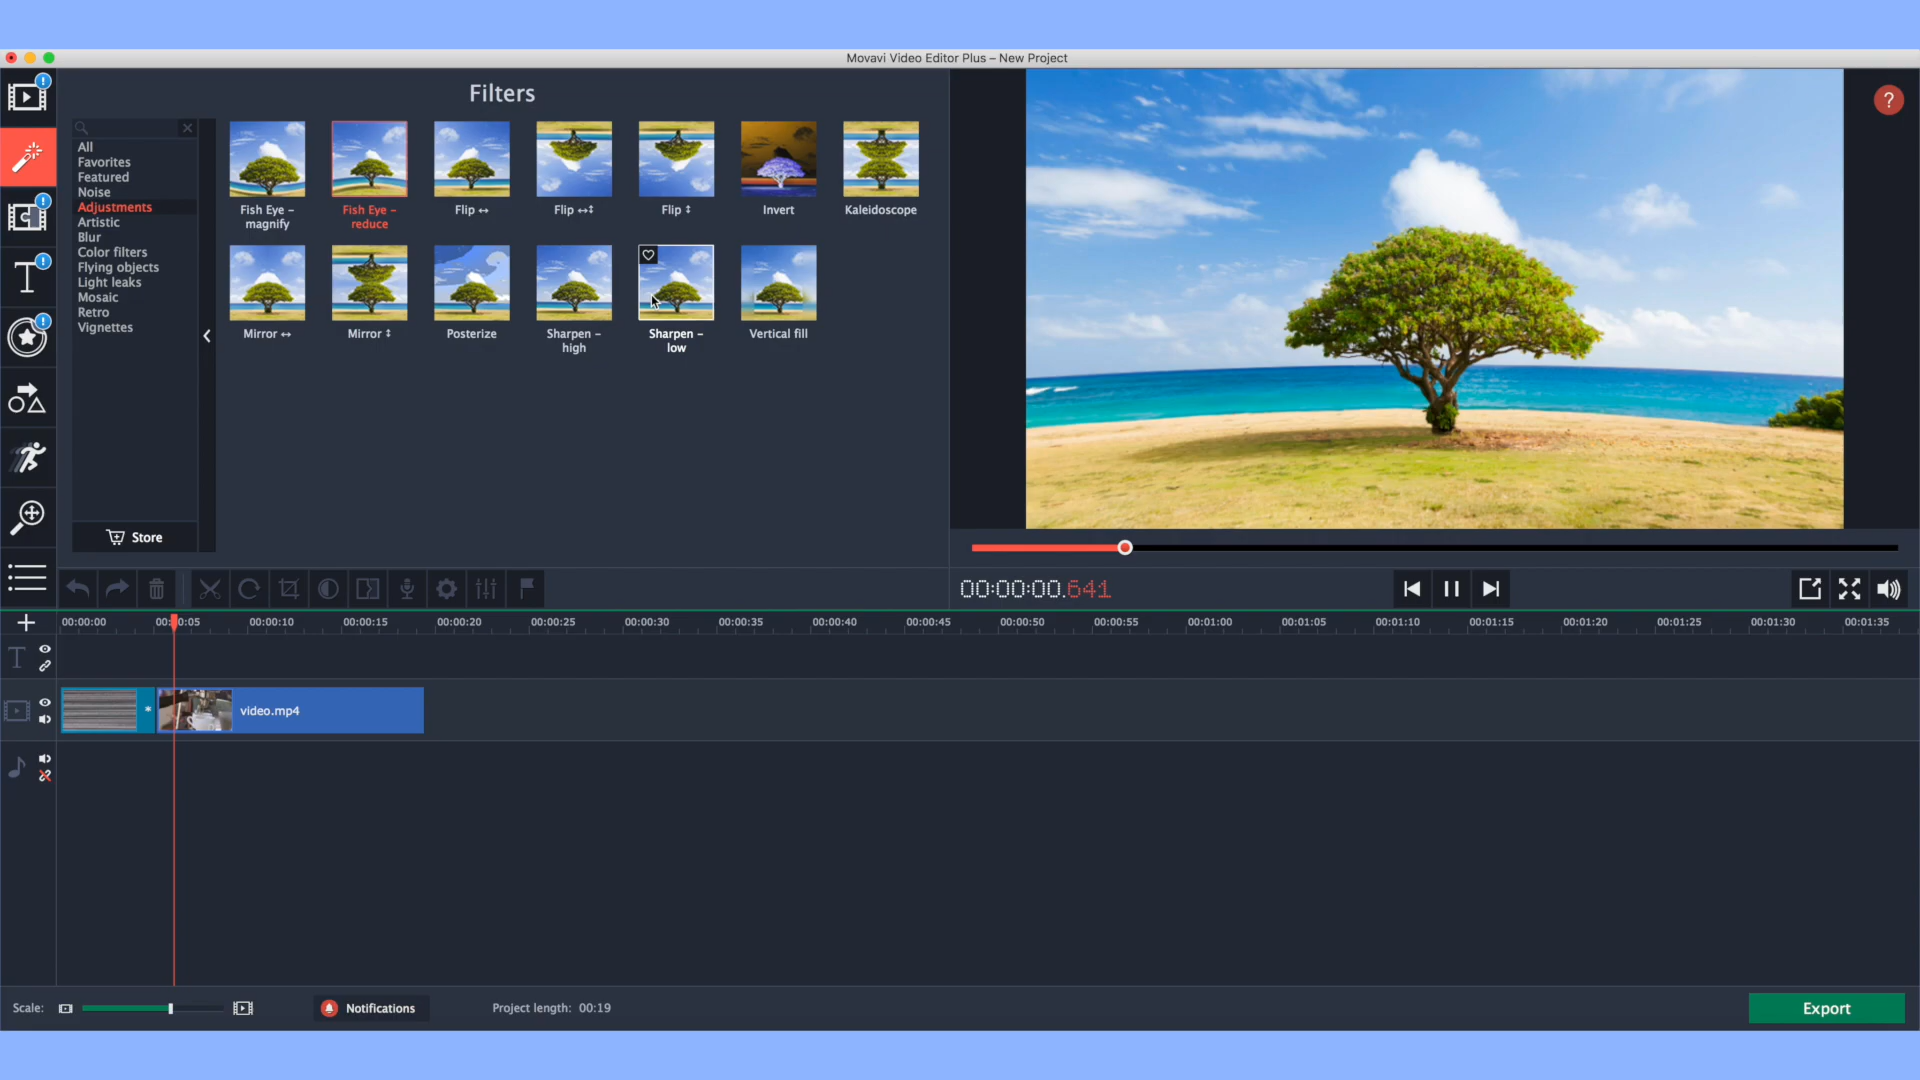 Movavi Video Editor Plus – New Project
Filters
All
Favorites
Featured
Noise
Adjustments
Artistic
Blur
Color filters
Flying objects
Light leaks
Mosaic
Retro
Vignettes
Store
Fish Eye –
magnify
Fish Eye –
reduce
Flip ↔
Flip ↔↕
Flip ↕
Invert
Kaleidoscope
Mirror ↔
Mirror ↕
Posterize
Sharpen –
high
Sharpen –
low
Vertical fill
?
00:00:00.641
00:00:00
00:00:05
00:00:10
00:00:15
00:00:20
00:00:25
00:00:30
00:00:35
00:00:40
00:00:45
00:00:50
00:00:55
00:01:00
00:01:05
00:01:10
00:01:15
00:01:20
00:01:25
00:01:30
00:01:35
video.mp4
Scale:
Notifications
Project length: 00:19
Export